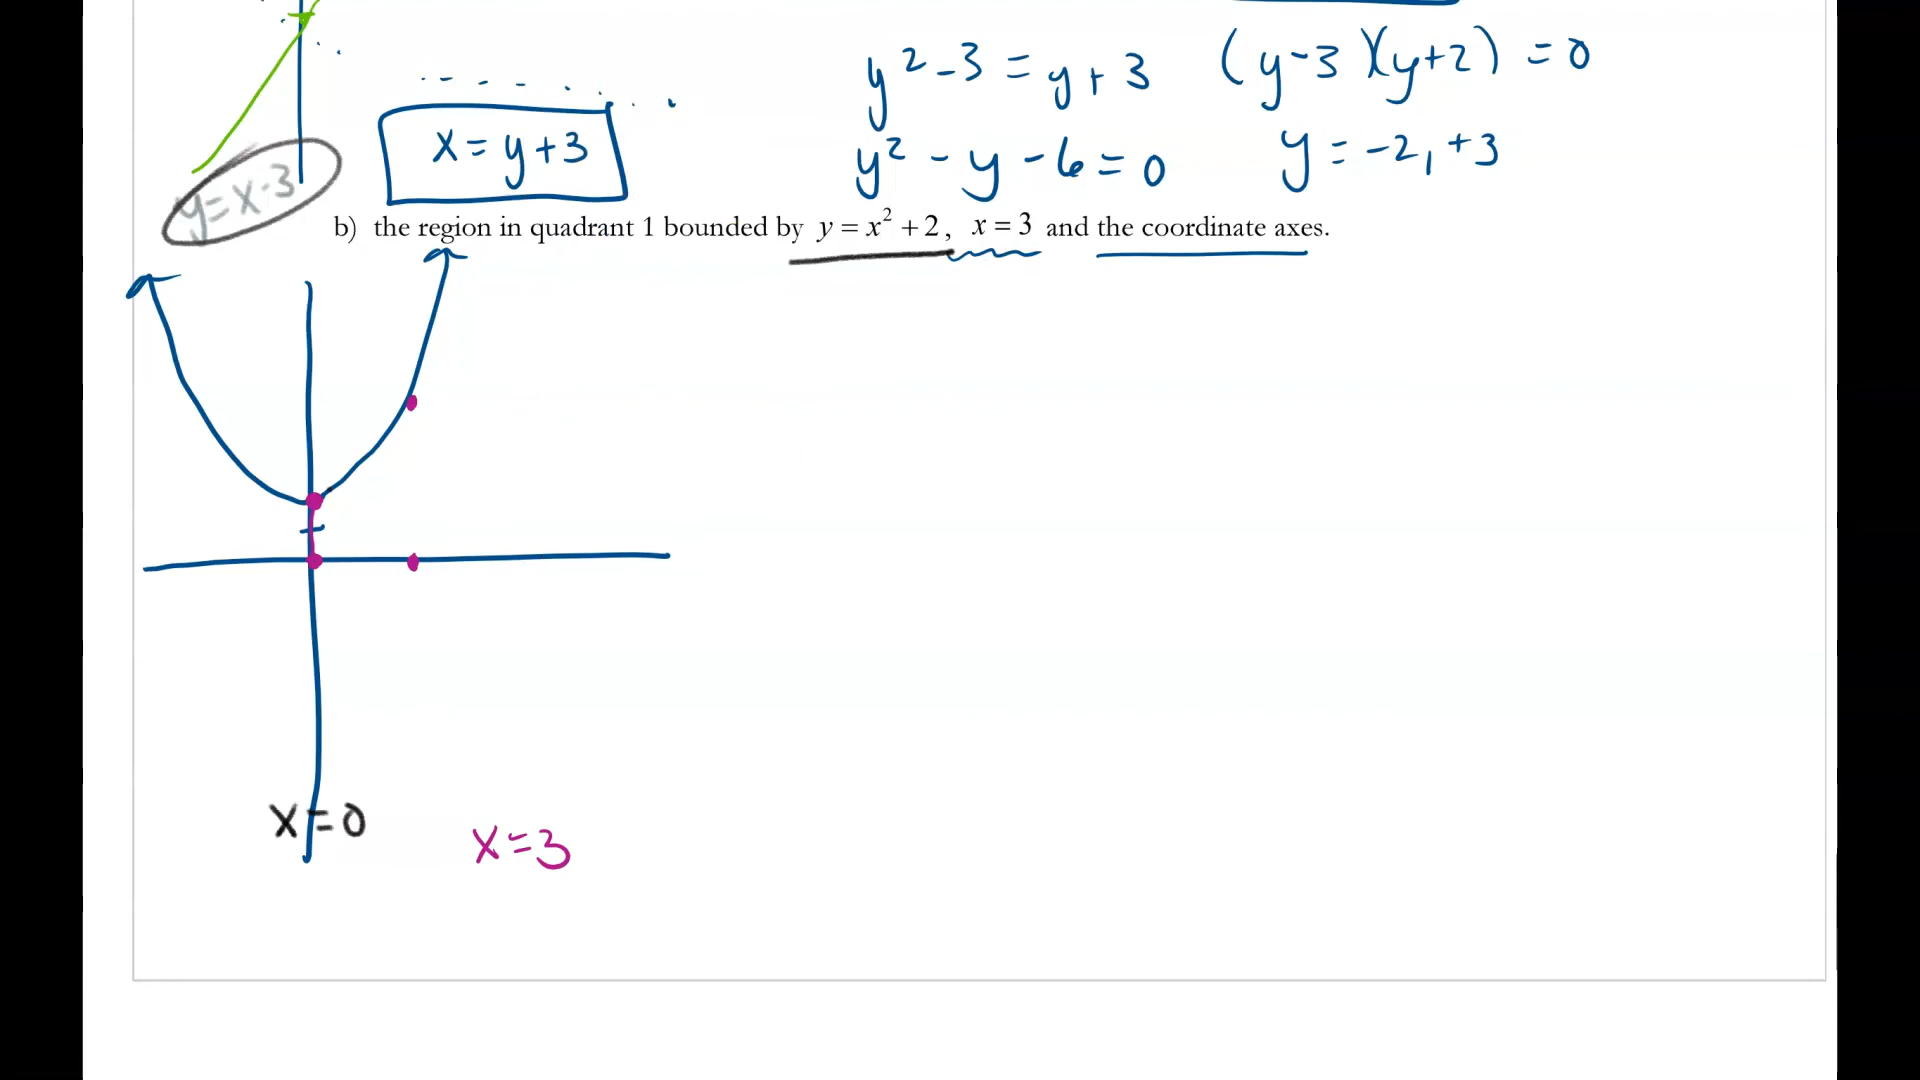 y² - 3 = y + 3 (y - 3)(y + 2) = 0
x = y + 3
y² - y - 6 = 0 y = -2, +3
y = x - 3
b) the region in quadrant 1 bounded by y = x² + 2, x = 3 and the coordinate axes.
x = 0
x = 3